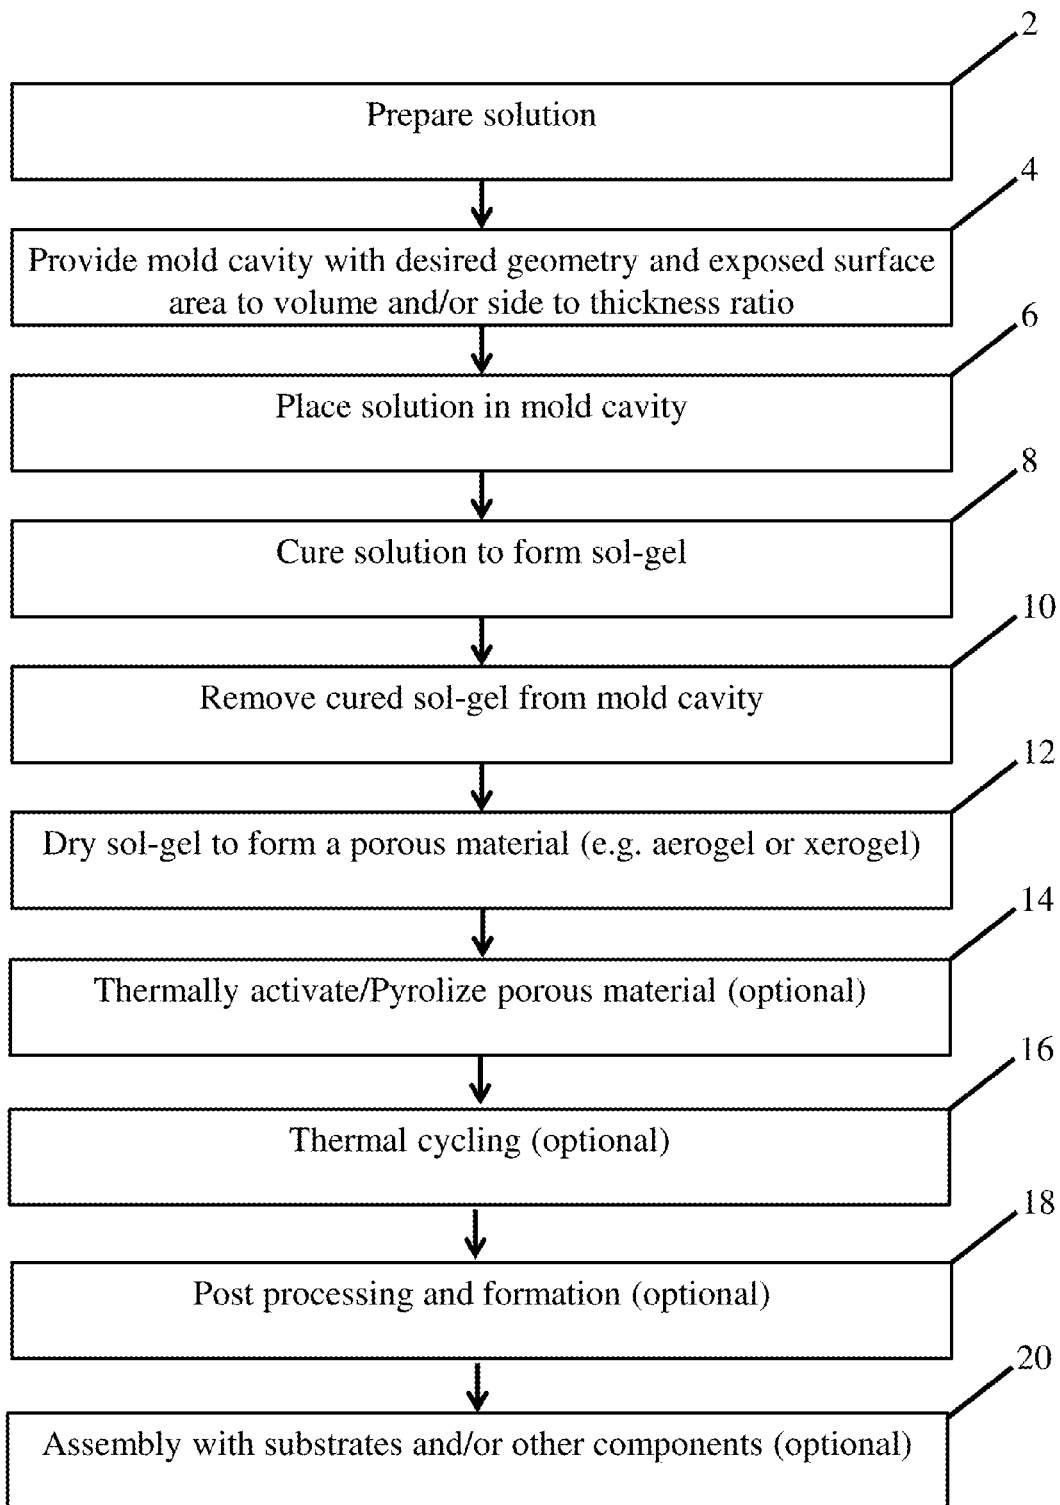 2
Prepare solution
4
Provide mold cavity with desired geometry and exposed surface
area to volume and/or side to thickness ratio
6
Place solution in mold cavity
8
Cure solution to form sol-gel
10
Remove cured sol-gel from mold cavity
12
Dry sol-gel to form a porous material (e.g. aerogel or xerogel)
14
Thermally activate/Pyrolize porous material (optional)
16
Thermal cycling (optional)
18
Post processing and formation (optional)
20
Assembly with substrates and/or other components (optional)